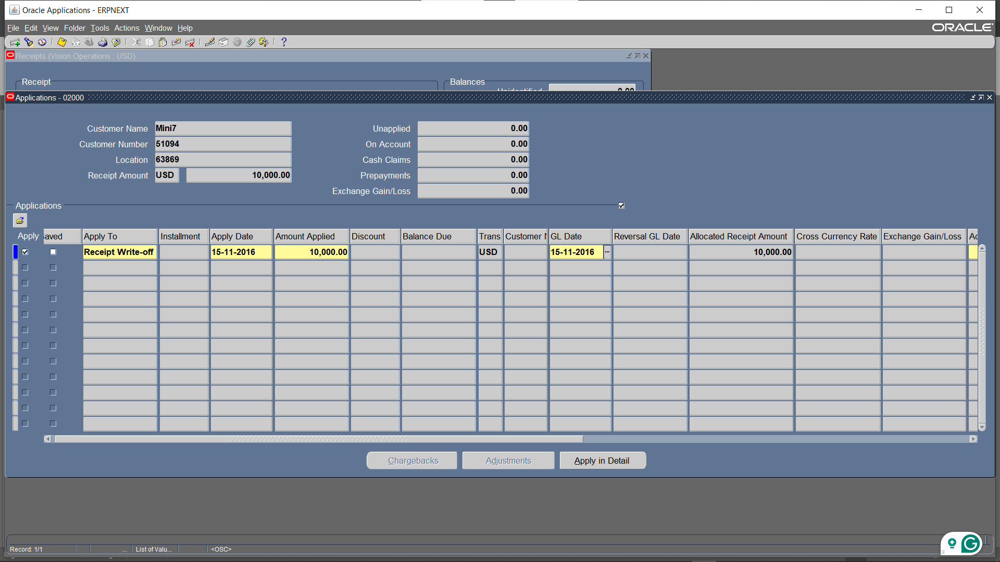 Oracle Applications - ERPNEXT
File Edit View Folder Tools Actions Window Help
ORACLE
Receipts (Vision Operations : USD)
Receipt
Balances
Unidentified 0.00
Applications - 02000
Customer Name Mini7
Customer Number 51094
Location 63869
Receipt Amount USD 10,000.00
Unapplied 0.00
On Account 0.00
Cash Claims 0.00
Prepayments 0.00
Exchange Gain/Loss 0.00
Applications
Apply aved Apply To Installment Apply Date Amount Applied Discount Balance Due Trans Customer N GL Date Reversal GL Date Allocated Receipt Amount Cross Currency Rate Exchange Gain/Loss Ac
Receipt Write-off 15-11-2016 10,000.00 USD 15-11-2016 ... 10,000.00
Chargebacks Adjustments Apply in Detail
Record: 1/1 ... List of Valu... <OSC>